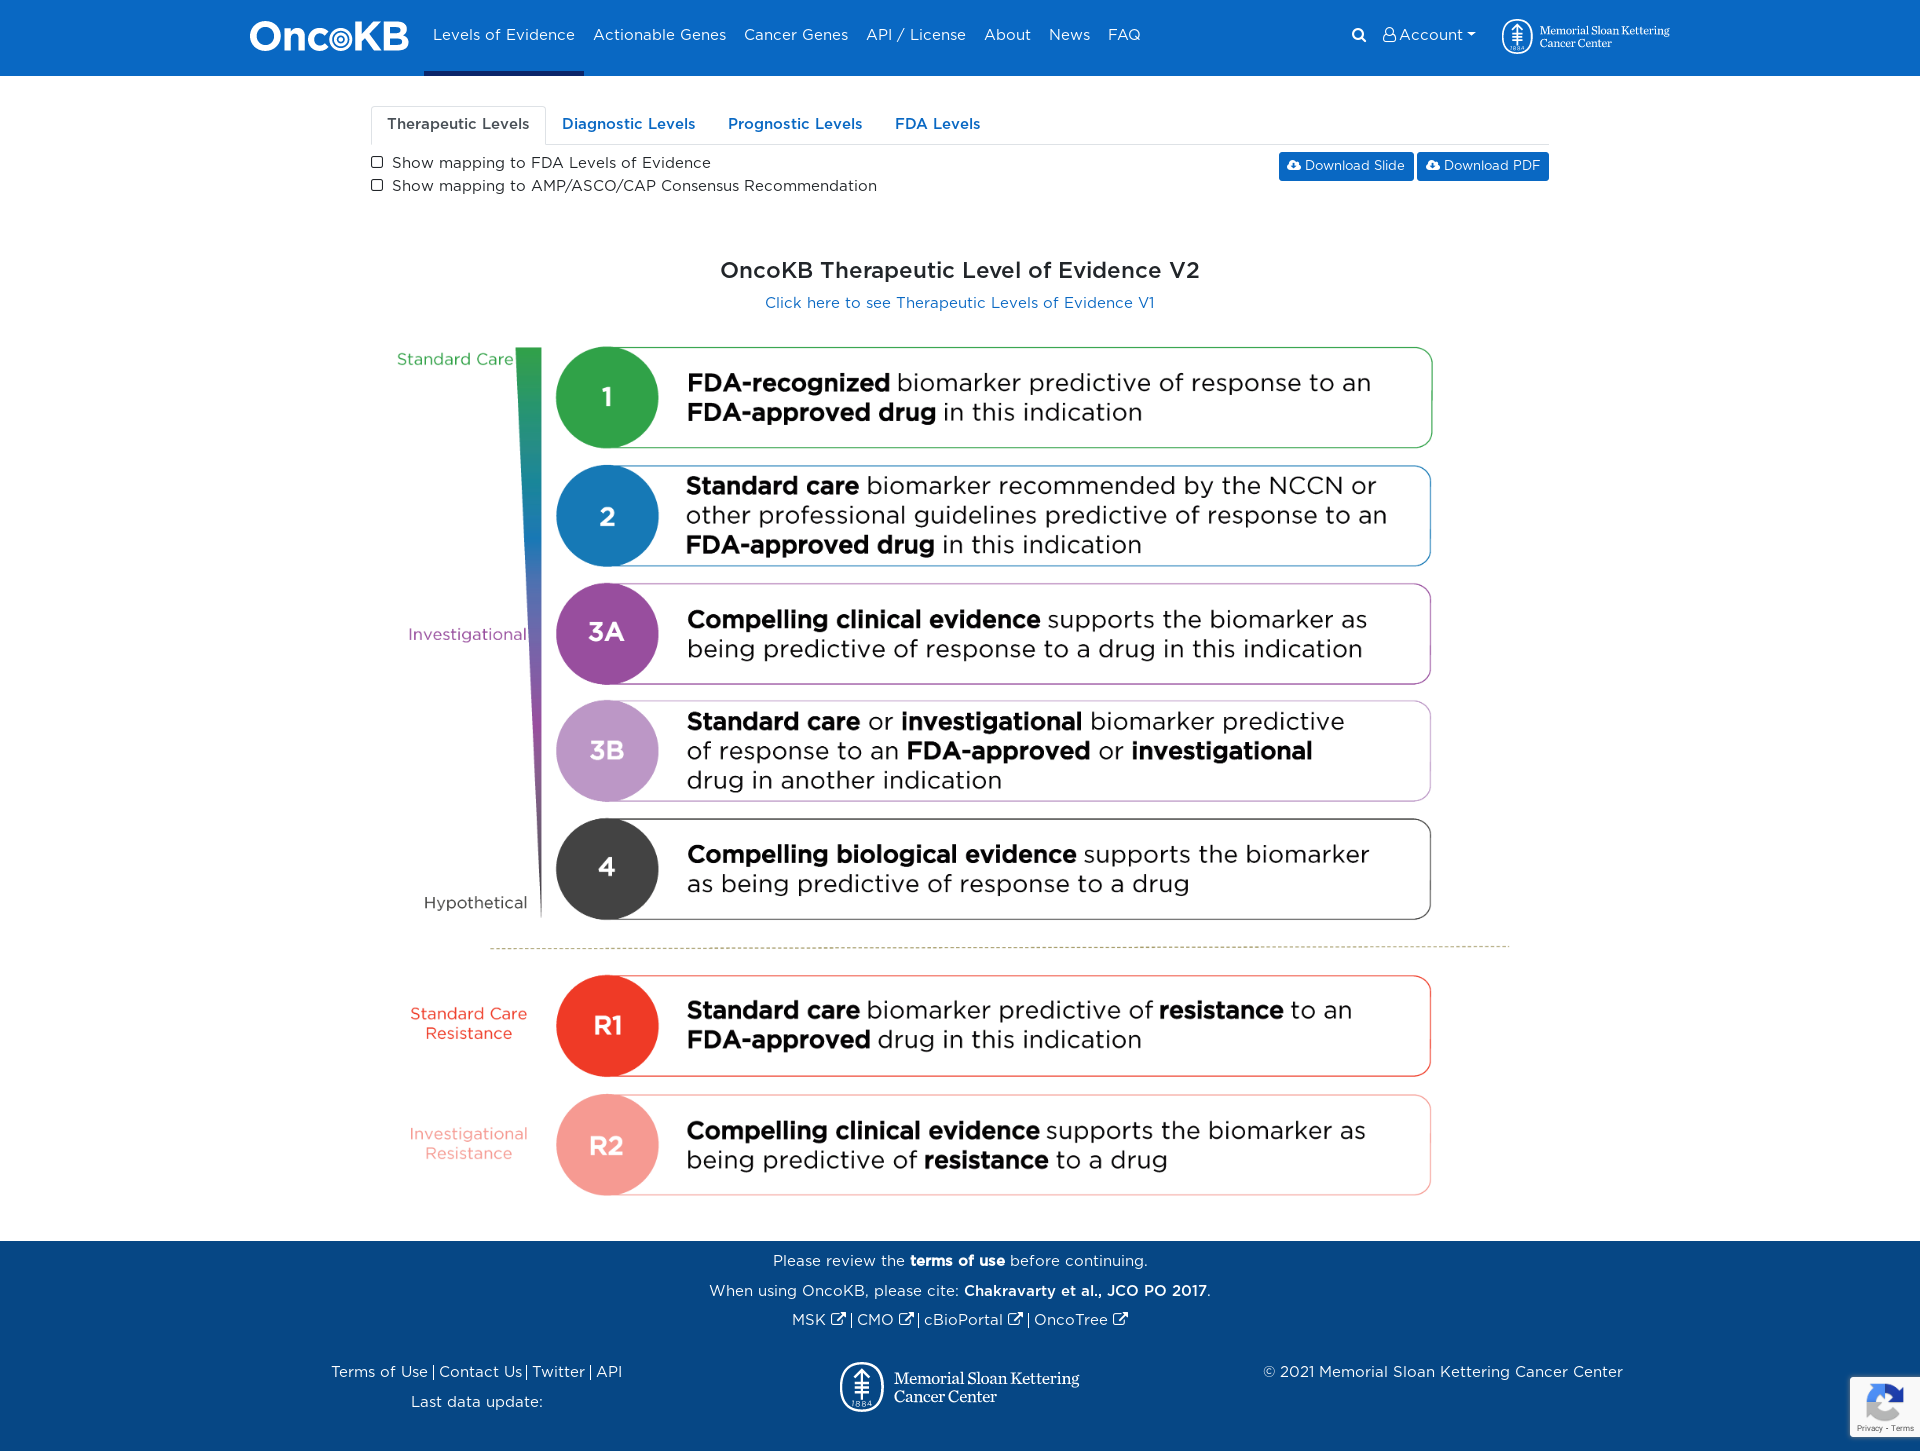 OncoKB Levels of Evidence Actionable Genes Cancer Genes API / License About News FAQ Account 1884 Memorial Sloan Kettering
Cancer Center
Therapeutic Levels Diagnostic Levels Prognostic Levels FDA Levels
Show mapping to FDA Levels of Evidence Download Slide Download PDF
Show mapping to AMP/ASCO/CAP Consensus Recommendation
OncoKB Therapeutic Level of Evidence V2
Click here to see Therapeutic Levels of Evidence V1
Standard Care
1
FDA-recognized biomarker predictive of response to an
FDA-approved drug in this indication
2
Standard care biomarker recommended by the NCCN or
other professional guidelines predictive of response to an
FDA-approved drug in this indication
Investigational
3A
Compelling clinical evidence supports the biomarker as
being predictive of response to a drug in this indication
3B
Standard care or investigational biomarker predictive
of response to an FDA-approved or investigational
drug in another indication
4
Compelling biological evidence supports the biomarker
as being predictive of response to a drug
Hypothetical
Standard Care
Resistance
R1
Standard care biomarker predictive of resistance to an
FDA-approved drug in this indication
Investigational
Resistance
R2
Compelling clinical evidence supports the biomarker as
being predictive of resistance to a drug
Please review the terms of use before continuing.
When using OncoKB, please cite: Chakravarty et al., JCO PO 2017.
MSK | CMO | cBioPortal | OncoTree
Terms of Use | Contact Us | Twitter | API
Last data update:
1884
Memorial Sloan Kettering
Cancer Center
© 2021 Memorial Sloan Kettering Cancer Center
Privacy - Terms